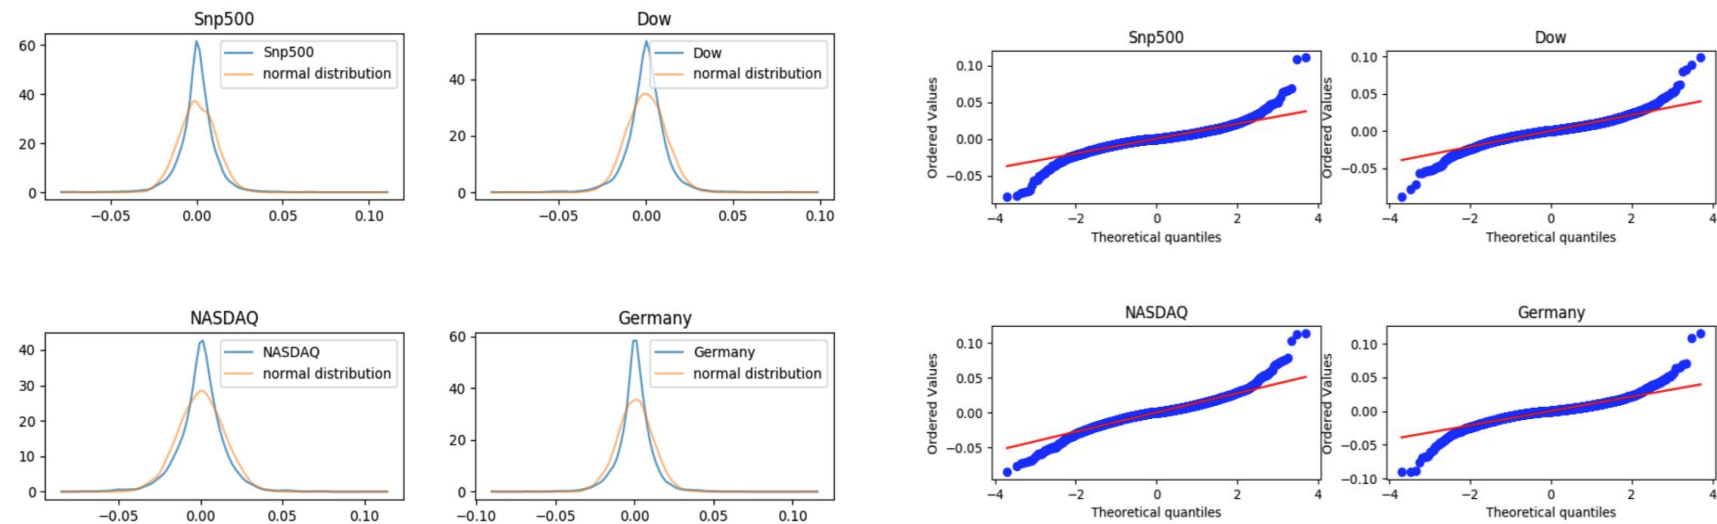 Snp500
Snp500
normal distribution
60
40
20
0
−0.05 0.00 0.05 0.10
Dow
Dow
normal distribution
40
20
0
−0.05 0.00 0.05 0.10
Snp500
Ordered Values
0.10
0.05
0.00
−0.05
−4 −2 0 2 4
Theoretical quantiles
Dow
Ordered Values
0.10
0.05
0.00
−0.05
−4 −2 0 2 4
Theoretical quantiles
NASDAQ
NASDAQ
normal distribution
40
30
20
10
0
−0.05 0.00 0.05 0.10
Germany
Germany
normal distribution
60
40
20
0
−0.10 −0.05 0.00 0.05 0.10
NASDAQ
Ordered Values
0.10
0.05
0.00
−0.05
−4 −2 0 2 4
Theoretical quantiles
Germany
Ordered Values
0.10
0.05
0.00
−0.05
−0.10
−4 −2 0 2 4
Theoretical quantiles